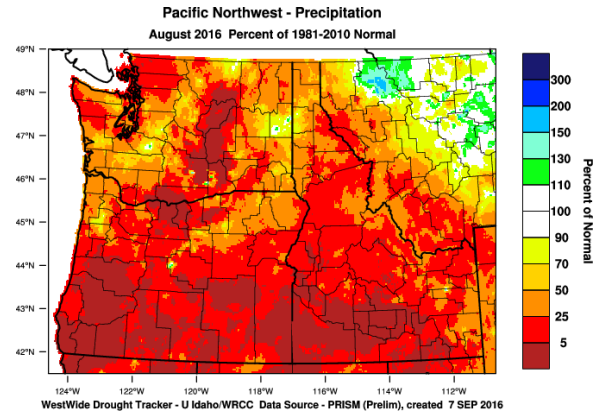 Pacific Northwest - Precipitation
August 2016 Percent of 1981-2010 Normal
49°N
48°N
47°N
46°N
45°N
44°N
43°N
42°N
124°W 122°W 120°W 118°W 116°W 114°W 112°W
300
200
150
130
110
100
90
70
50
25
5
Percent of Normal
WestWide Drought Tracker - U Idaho/WRCC Data Source - PRISM (Prelim), created 7 SEP 2016